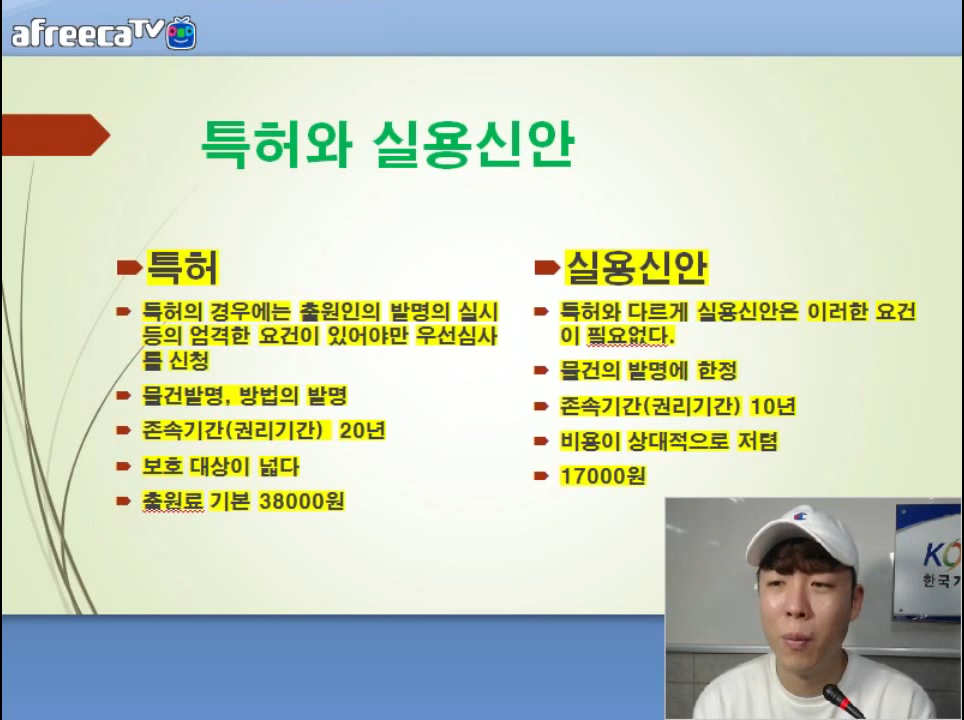 afreecaTV
특허와 실용신안
특허
특허의 경우에는 출원인의 발명의 실시
등의 엄격한 요건이 있어야만 우선심사
를 신청
물건발명, 방법의 발명
존속기간(권리기간) 20년
보호 대상이 넓다
출원료 기본 38000원
실용신안
특허와 다르게 실용신안은 이러한 요건
이 필요없다.
물건의 발명에 한정
존속기간(권리기간) 10년
비용이 상대적으로 저렴
17000원
KO
한국기